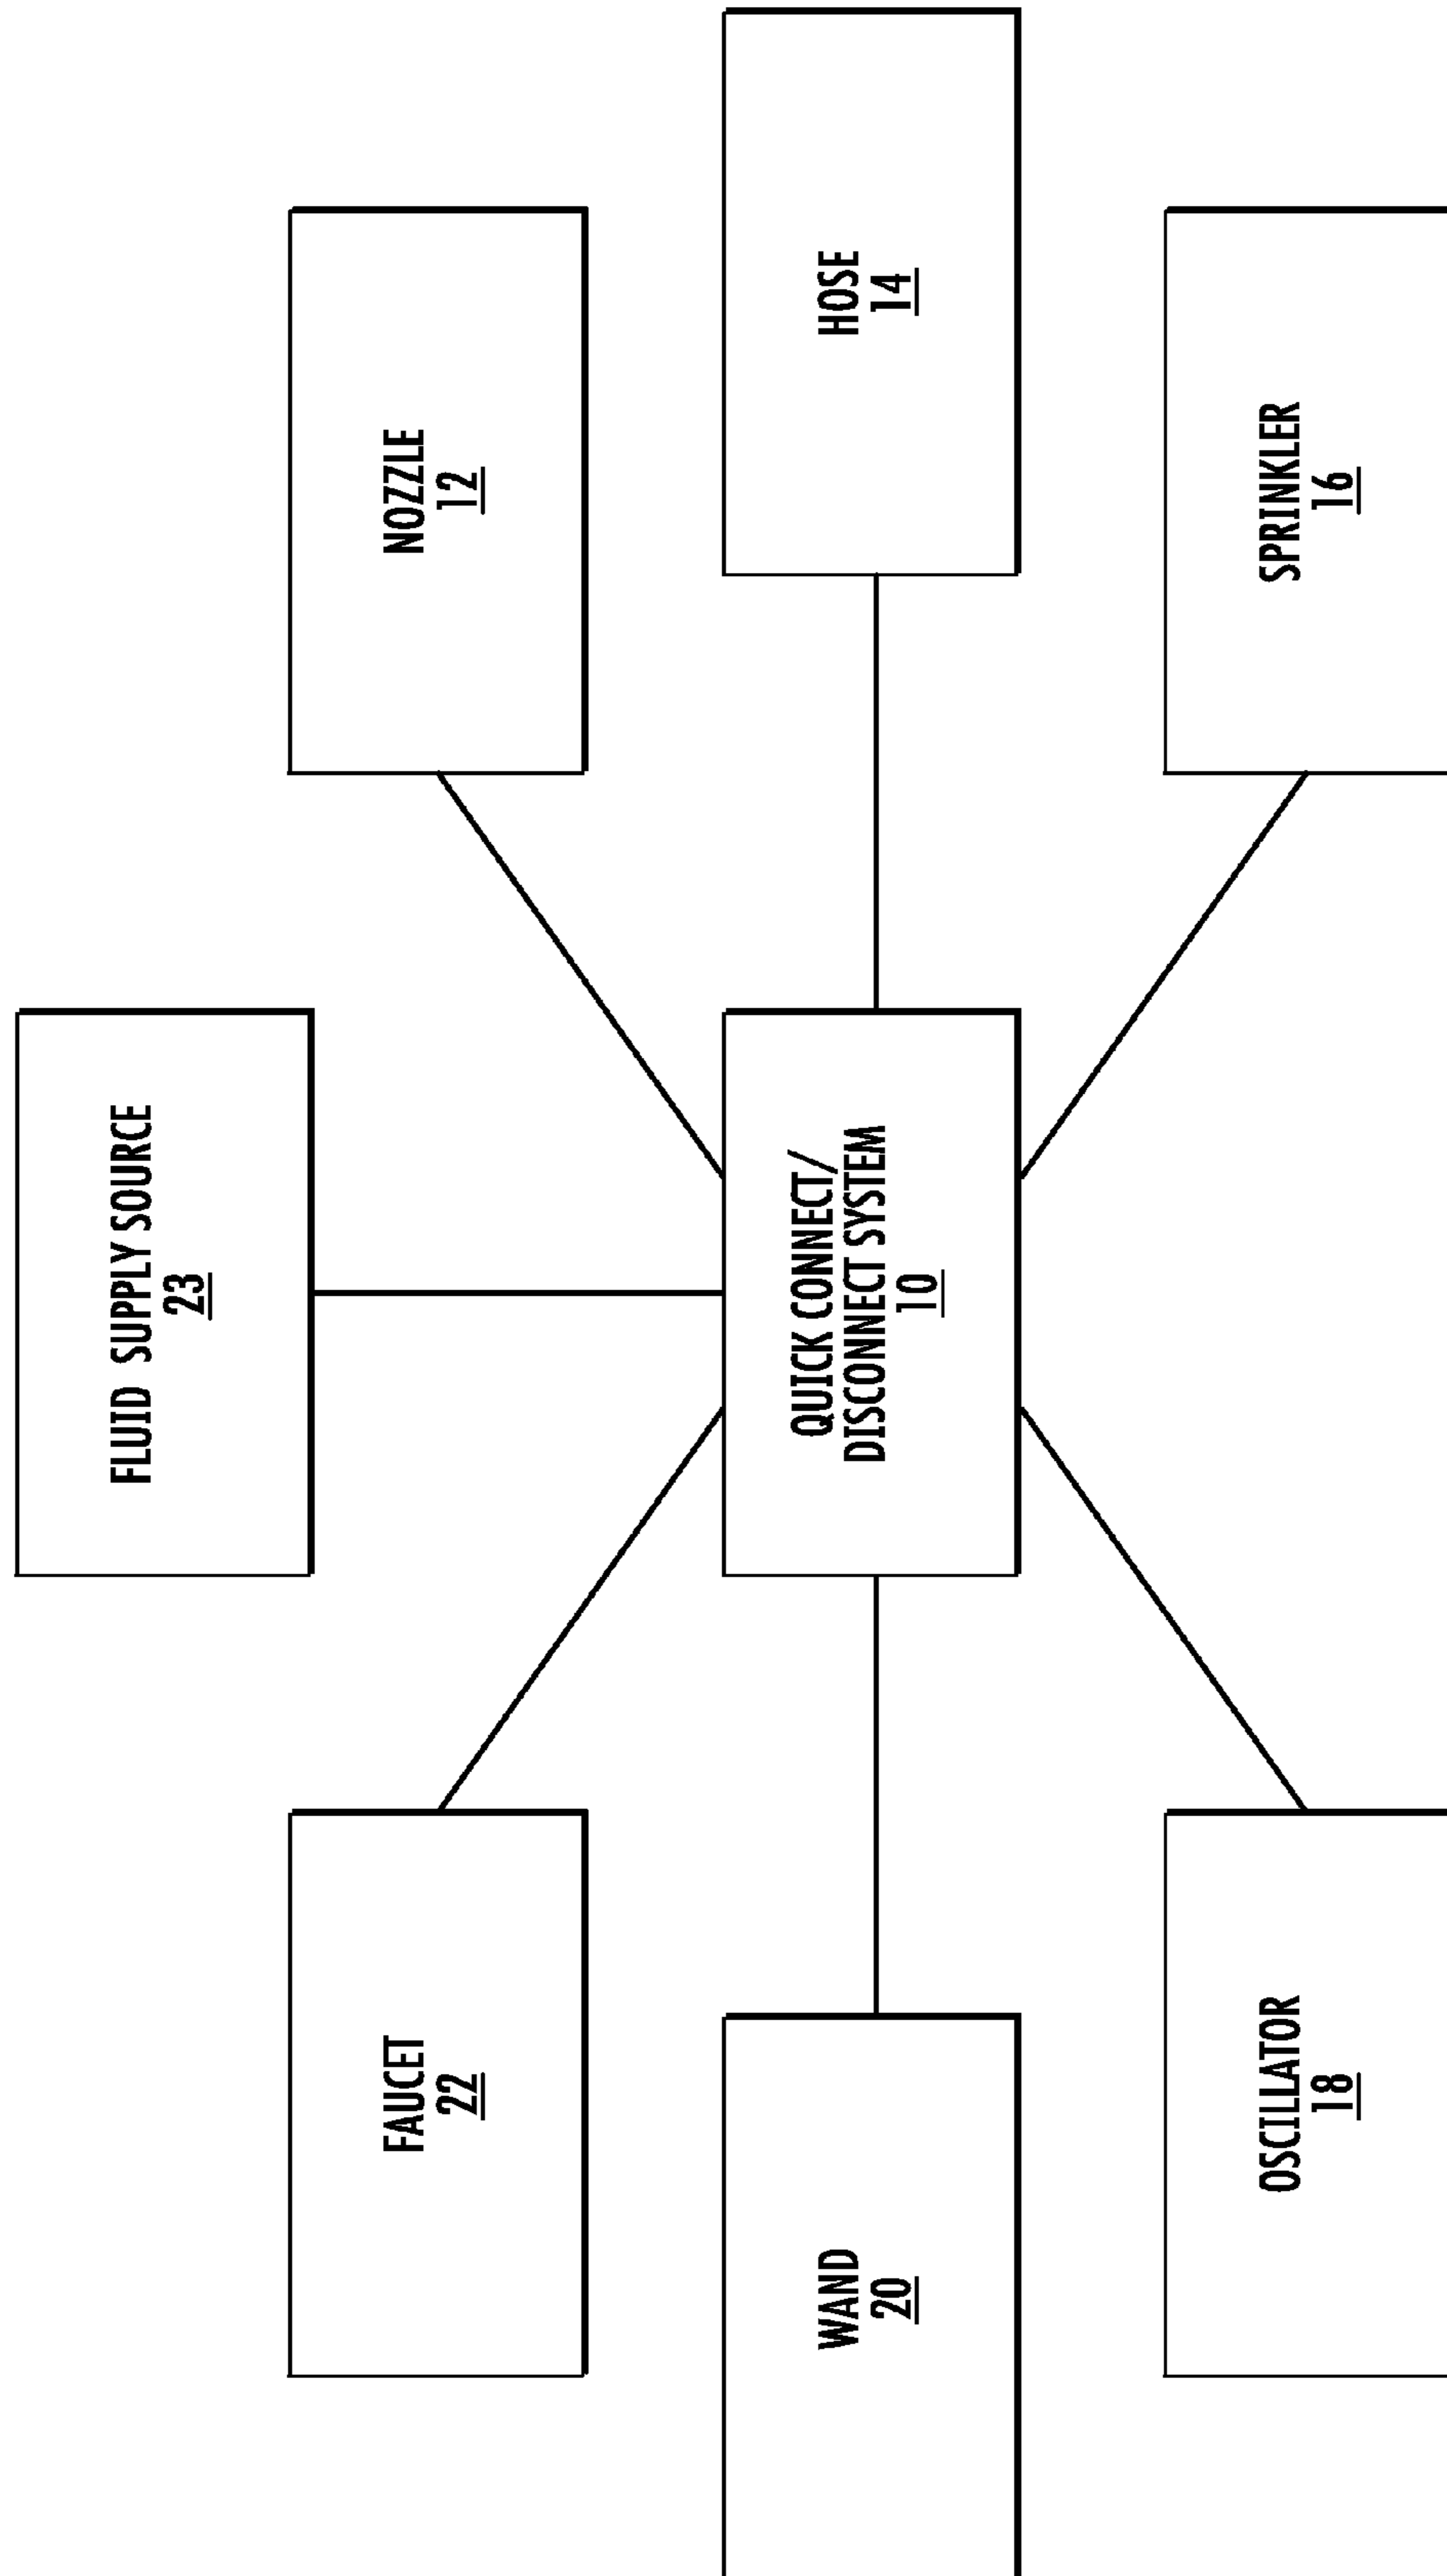 FLUID SUPPLY SOURCE
23
FAUCET
22
NOZZLE
12
WAND
20
QUICK CONNECT/
DISCONNECT SYSTEM
10
HOSE
14
OSCILLATOR
18
SPRINKLER
16